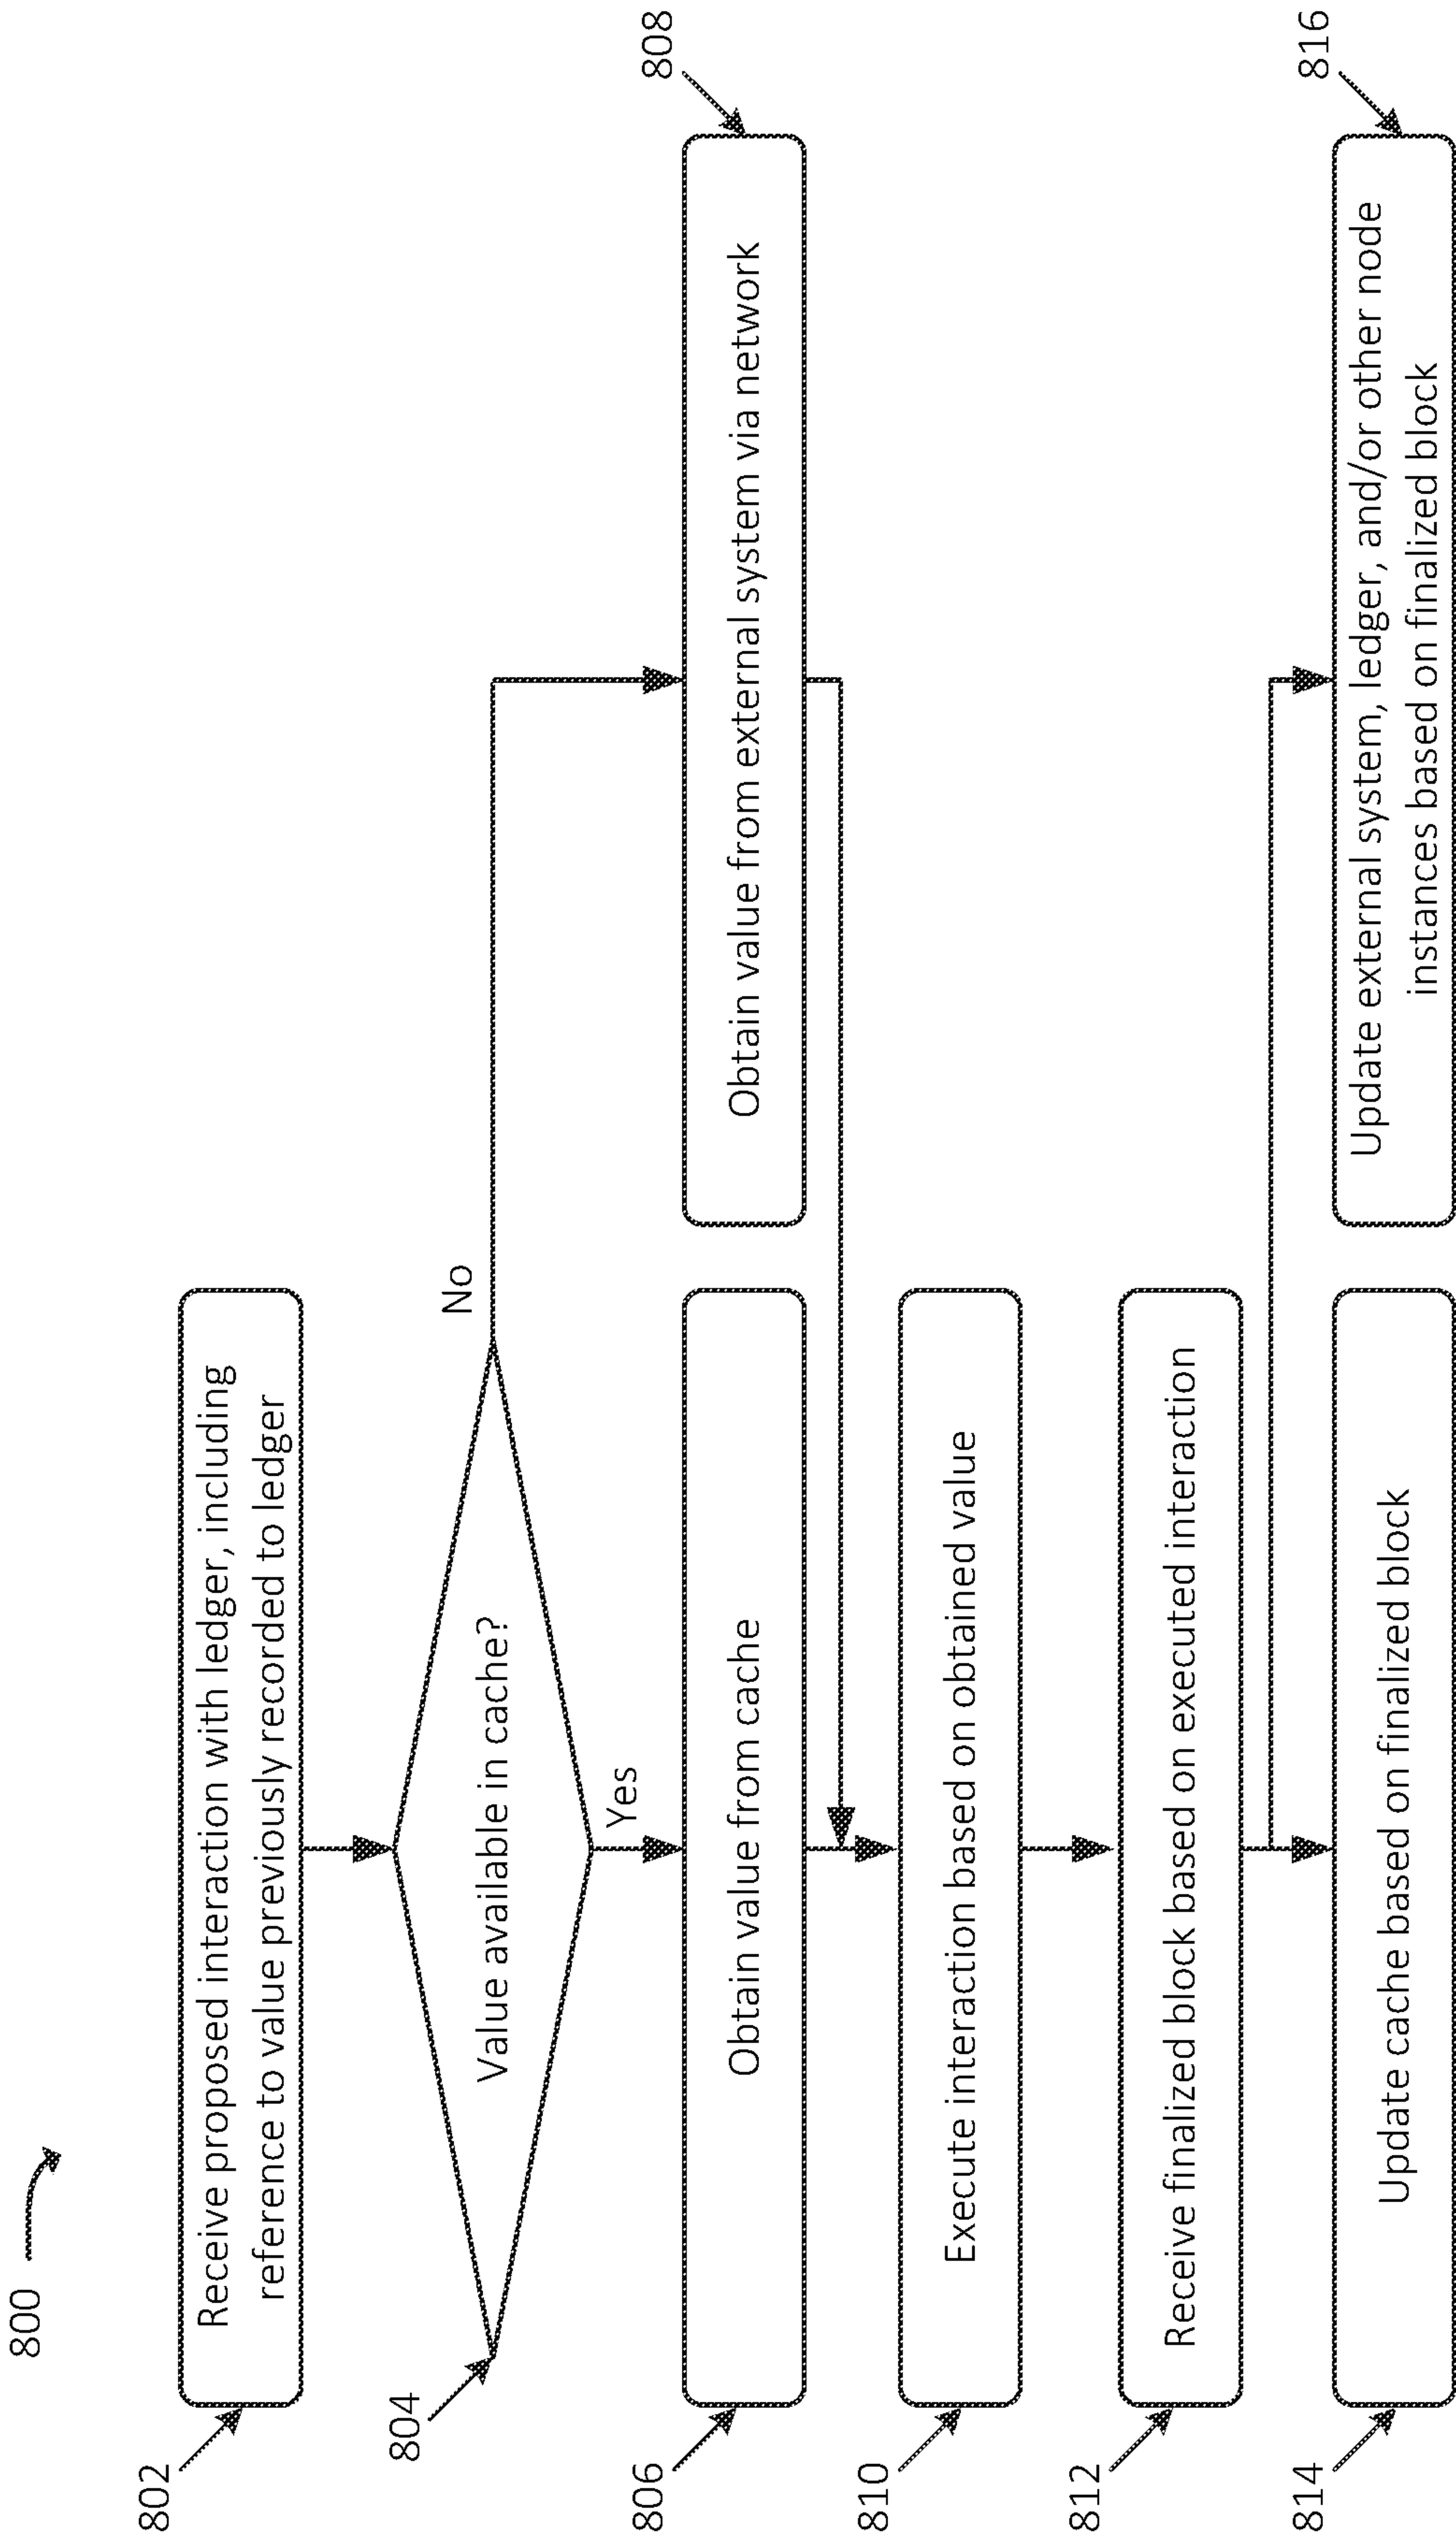 800
802
Receive proposed interaction with ledger, including
reference to value previously recorded to ledger
804
Value available in cache?
No
Yes
806
Obtain value from cache
808
Obtain value from external system via network
810
Execute interaction based on obtained value
812
Receive finalized block based on executed interaction
814
Update cache based on finalized block
816
Update external system, ledger, and/or other node
instances based on finalized block